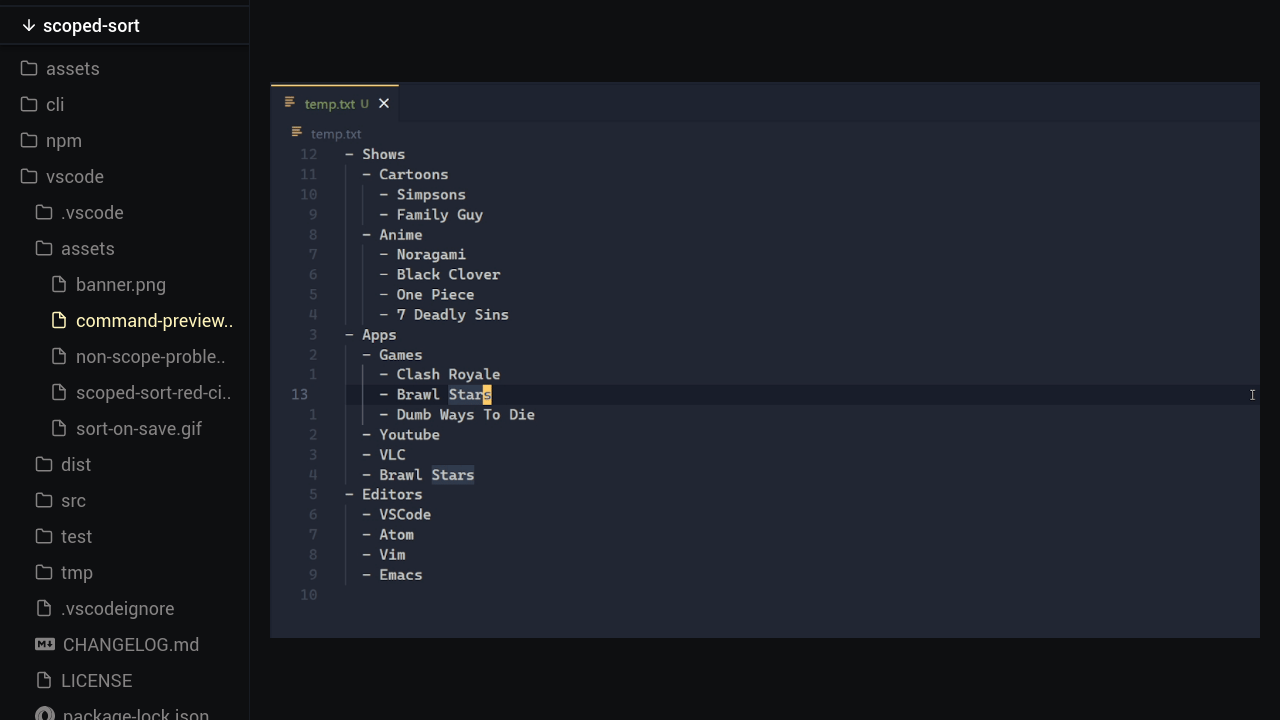 scoped-sort
assets
cli
npm
vscode
.vscode
assets
banner.png
command-preview..
non-scope-proble..
scoped-sort-red-ci..
sort-on-save.gif
dist
src
test
tmp
.vscodeignore
CHANGELOG.md
LICENSE
package-lock.json
temp.txt U
temp.txt
12 - Shows
11 - Cartoons
10 - Simpsons
9 - Family Guy
8 - Anime
7 - Noragami
6 - Black Clover
5 - One Piece
4 - 7 Deadly Sins
3 - Apps
2 - Games
1 - Clash Royale
13 - Brawl Stars
1 - Dumb Ways To Die
2 - Youtube
3 - VLC
4 - Brawl Stars
5 - Editors
6 - VSCode
7 - Atom
8 - Vim
9 - Emacs
10